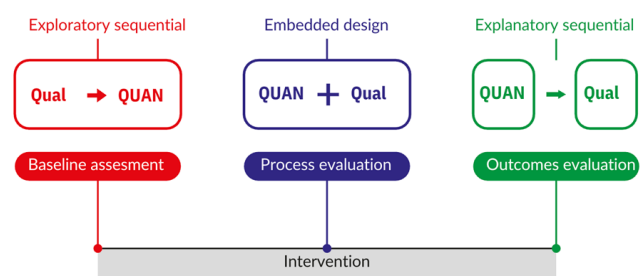 Exploratory sequential
Embedded design
Explanatory sequential
Qual QUAN
QUAN + Qual
QUAN Qual
Baseline assesment
Process evaluation
Outcomes evaluation
Intervention